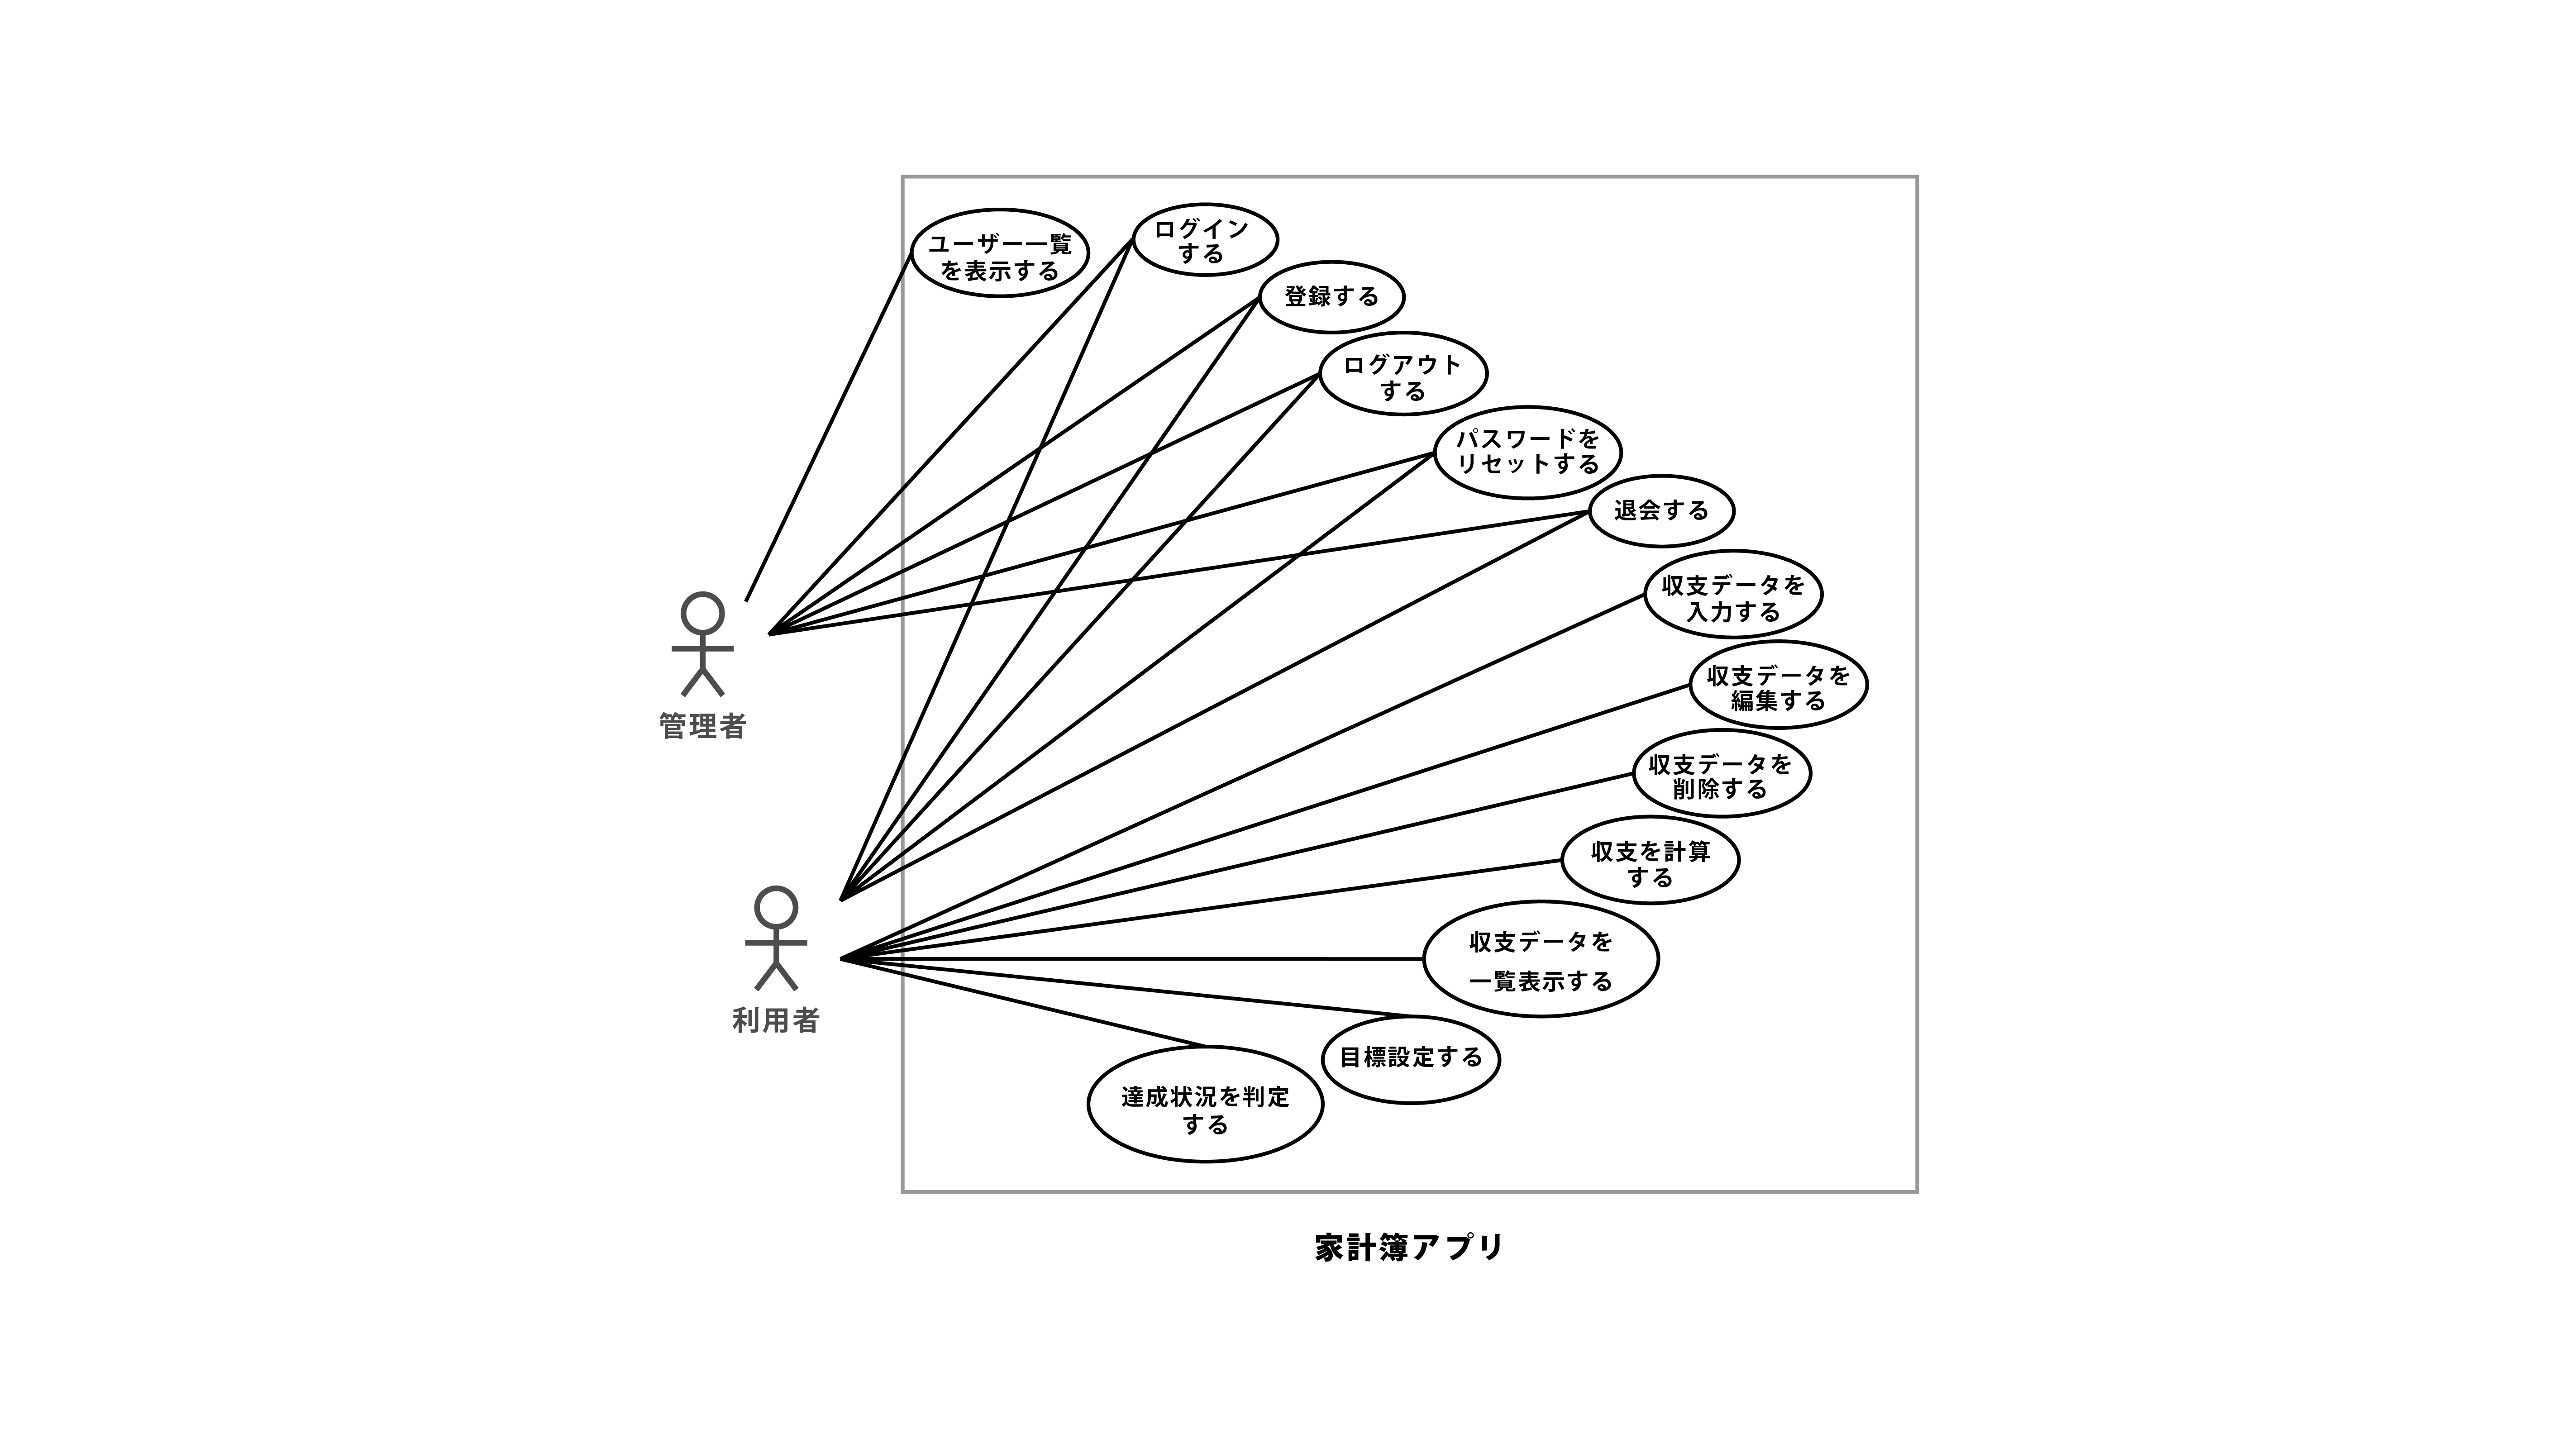 ユーザー一覧
を表示する
ログイン
する
登録する
ログアウト
する
パスワードを
リセットする
退会する
収支データを
入力する
収支データを
編集する
収支データを
削除する
収支を計算
する
収支データを
一覧表示する
目標設定する
達成状況を判定
する
管理者
利用者
家計簿アプリ